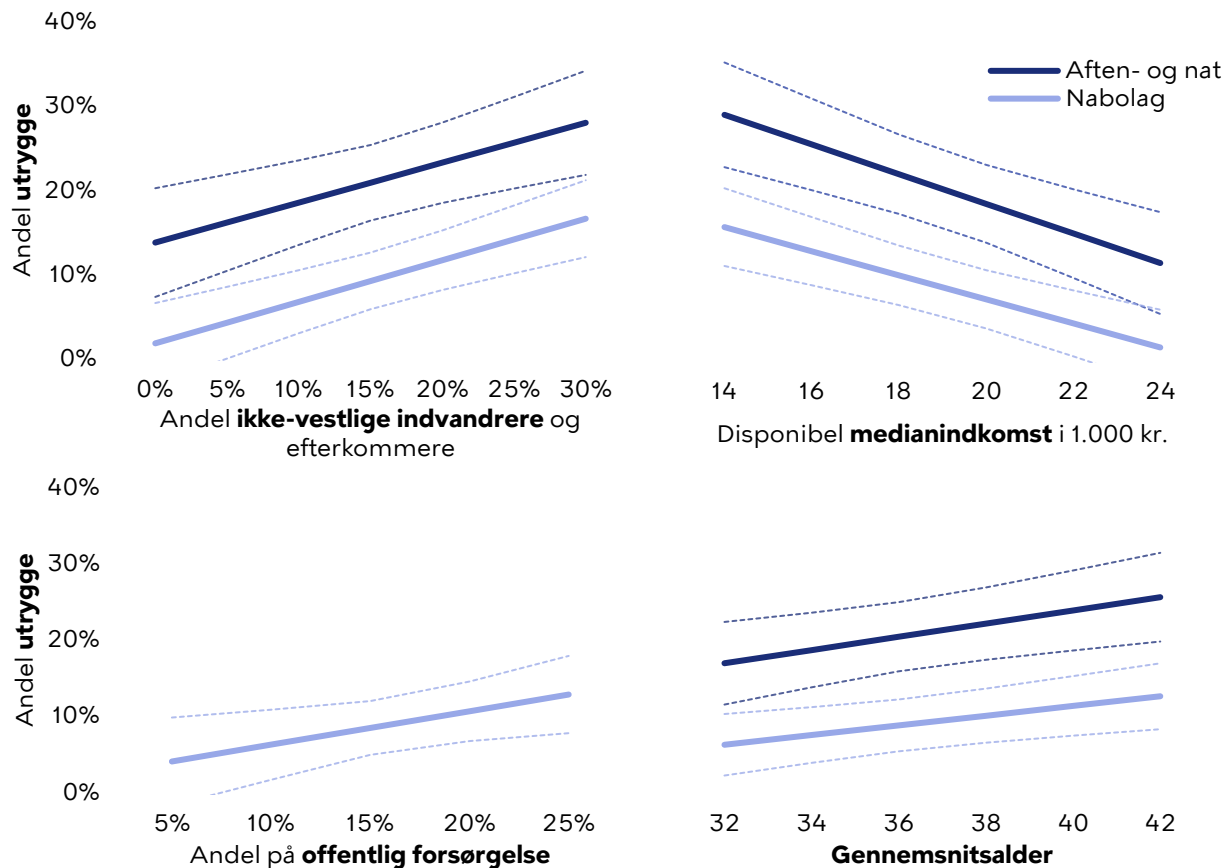 40%
30%
20%
10%
0%
Andel utrygge
0% 5% 10% 15% 20% 25% 30%
Andel ikke-vestlige indvandrere og
efterkommere
Aften- og nat
Nabolag
14 16 18 20 22 24
Disponibel medianindkomst i 1.000 kr.
40%
30%
20%
10%
0%
Andel utrygge
5% 10% 15% 20% 25%
Andel på offentlig forsørgelse
32 34 36 38 40 42
Gennemsnitsalder